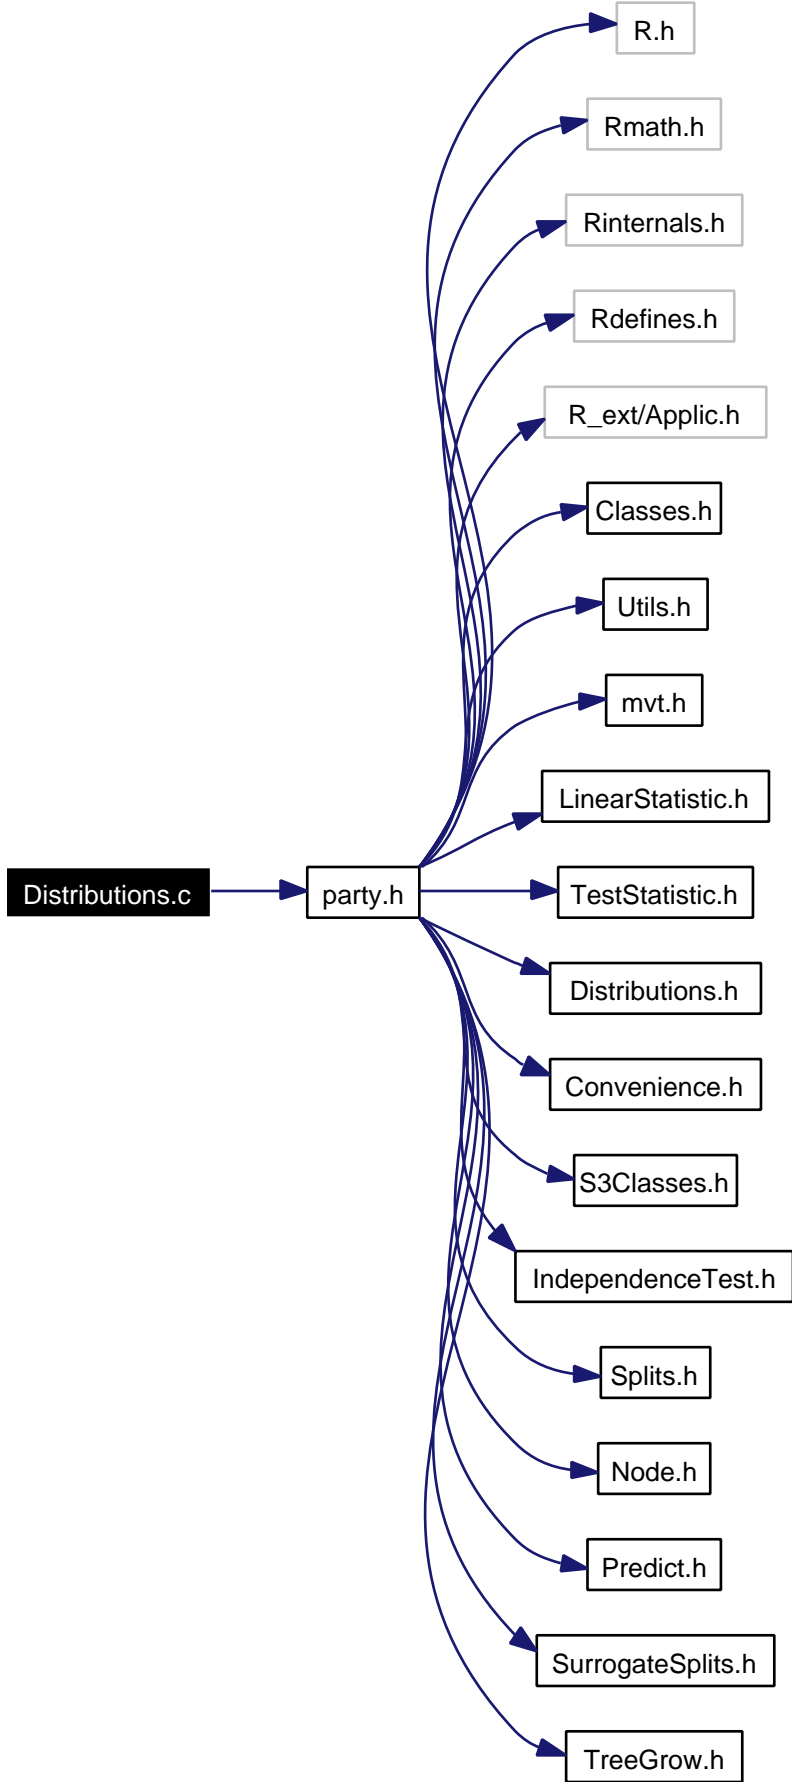 R.h
Rmath.h
Rinternals.h
Rdefines.h
R_ext/Applic.h
Classes.h
Utils.h
mvt.h
LinearStatistic.h
Distributions.c
party.h
TestStatistic.h
Distributions.h
Convenience.h
S3Classes.h
IndependenceTest.h
Splits.h
Node.h
Predict.h
SurrogateSplits.h
TreeGrow.h